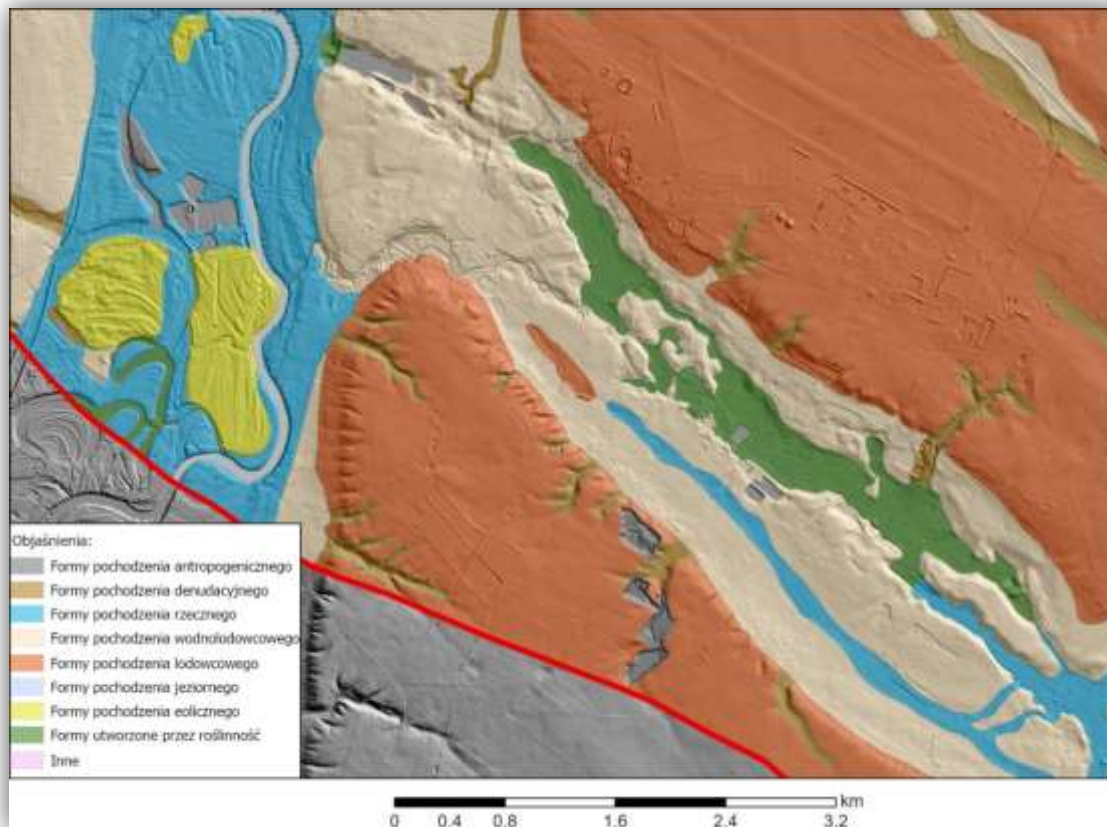 Objaśnienia:
Formy pochodzenia antropogenicznego
Formy pochodzenia denudacyjnego
Formy pochodzenia rzecznego
Formy pochodzenia wodnolodowcowego
Formy pochodzenia lodowcowego
Formy pochodzenia jeziornego
Formy pochodzenia eolicznego
Formy utworzone przez roślinność
Inne
km
0 0.4 0.8 1.6 2.4 3.2